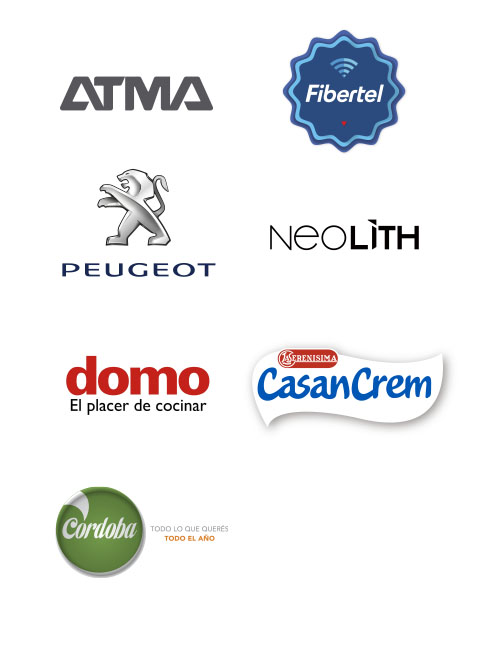 ATMA
Fibertel
PEUGEOT
NEOLITH
domo
El placer de cocinar
LA SERENISIMA
CasanCrem
Cordoba
TODO LO QUE QUERÉS
TODO EL AÑO